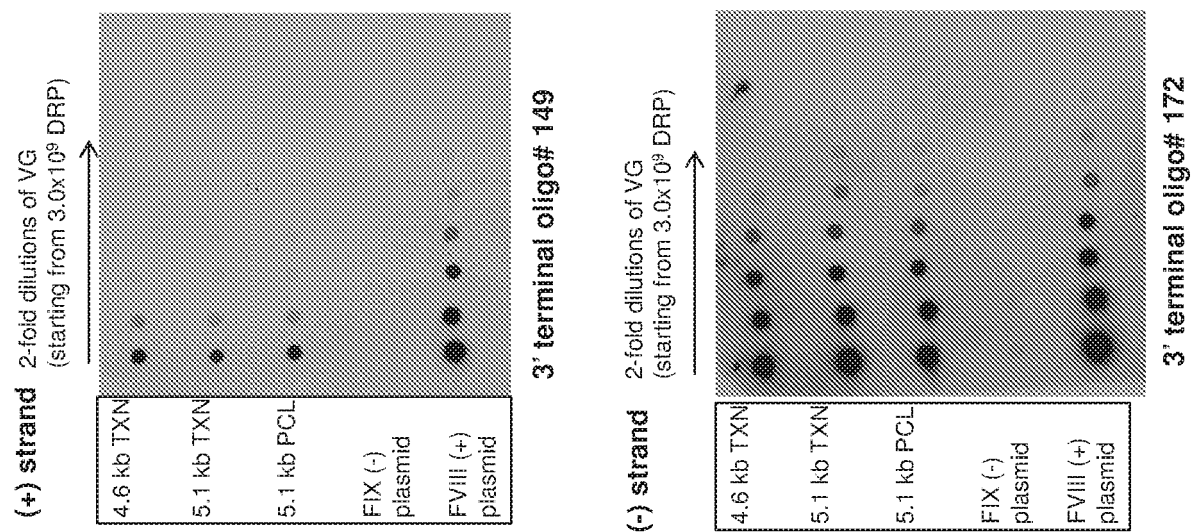 (+) strand
2-fold dilutions of VG
(starting from 3.0x10⁹ DRP)
4.6 kb TXN
5.1 kb TXN
5.1 kb PCL
FIX (-)
plasmid
FVIII (+)
plasmid
3' terminal oligo# 149
(-) strand
2-fold dilutions of VG
(starting from 3.0x10⁹ DRP)
4.6 kb TXN
5.1 kb TXN
5.1 kb PCL
FIX (-)
plasmid
FVIII (+)
plasmid
3' terminal oligo# 172